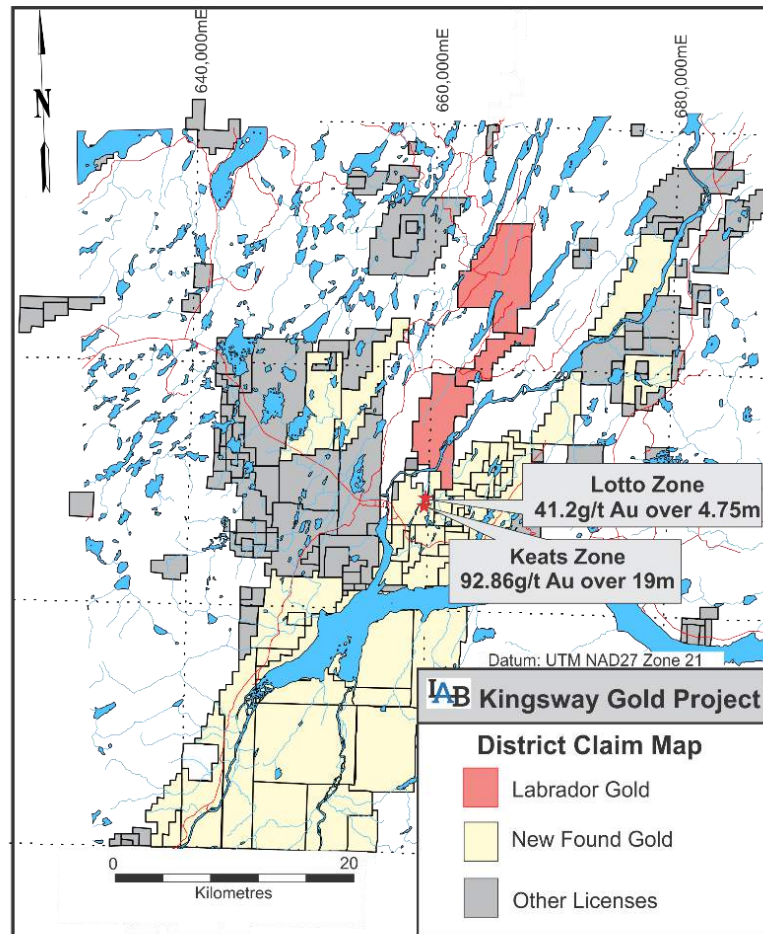 640,000mE
660,000mE
680,000mE
N
Lotto Zone
41.2g/t Au over 4.75m
Keats Zone
92.86g/t Au over 19m
Datum: UTM NAD27 Zone 21
LAB Kingsway Gold Project
District Claim Map
Labrador Gold
New Found Gold
Other Licenses
0 20
Kilometres